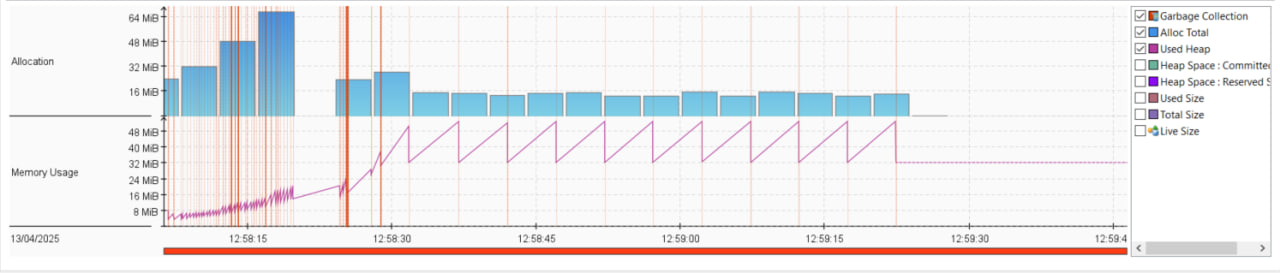 Allocation
64 MiB
48 MiB
32 MiB
16 MiB
Memory Usage
48 MiB
40 MiB
32 MiB
24 MiB
16 MiB
8 MiB
13/04/2025
12:58:15
12:58:30
12:58:45
12:59:00
12:59:15
12:59:30
12:59:4
Garbage Collection
Alloc Total
Used Heap
Heap Space : Committe
Heap Space : Reserved S
Used Size
Total Size
Live Size